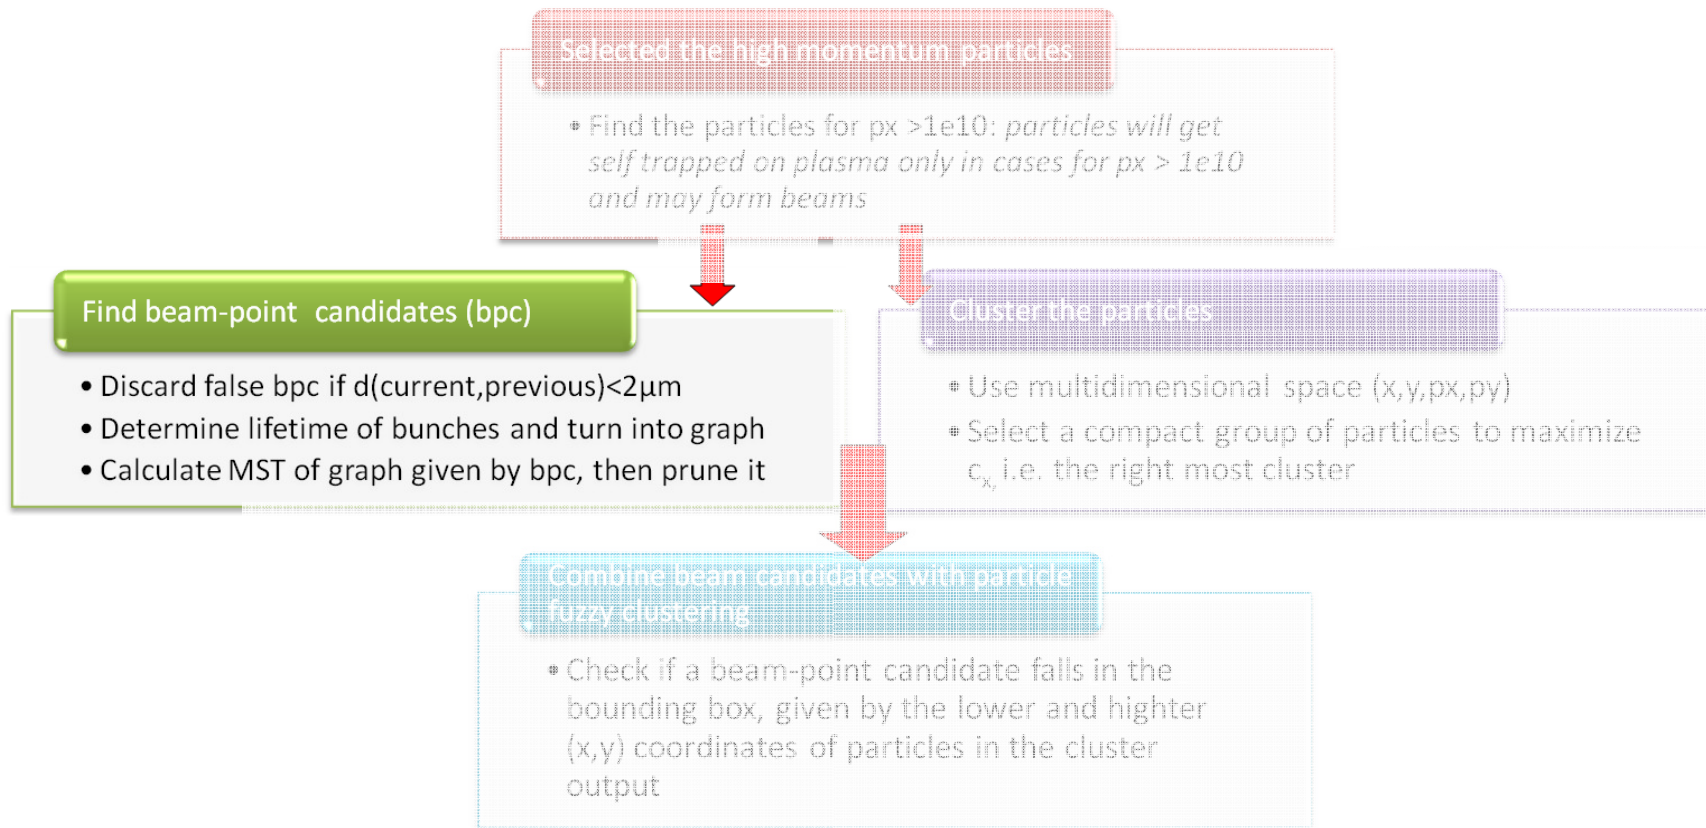 Selected the high momentum particles
• Find the particles for px >1e10: particles will get
self trapped on plasma only in cases for px > 1e10
and may form beams
Find beam-point candidates (bpc)
• Discard false bpc if d(current,previous)<2µm
• Determine lifetime of bunches and turn into graph
• Calculate MST of graph given by bpc, then prune it
Cluster the particles
• Use multidimensional space (x,y,px,py)
• Select a compact group of particles to maximize
cx, i.e. the right most cluster
Combine beam candidates with particle
fuzzy clustering
• Check if a beam-point candidate falls in the
bounding box, given by the lower and highter
(x,y) coordinates of particles in the cluster
output